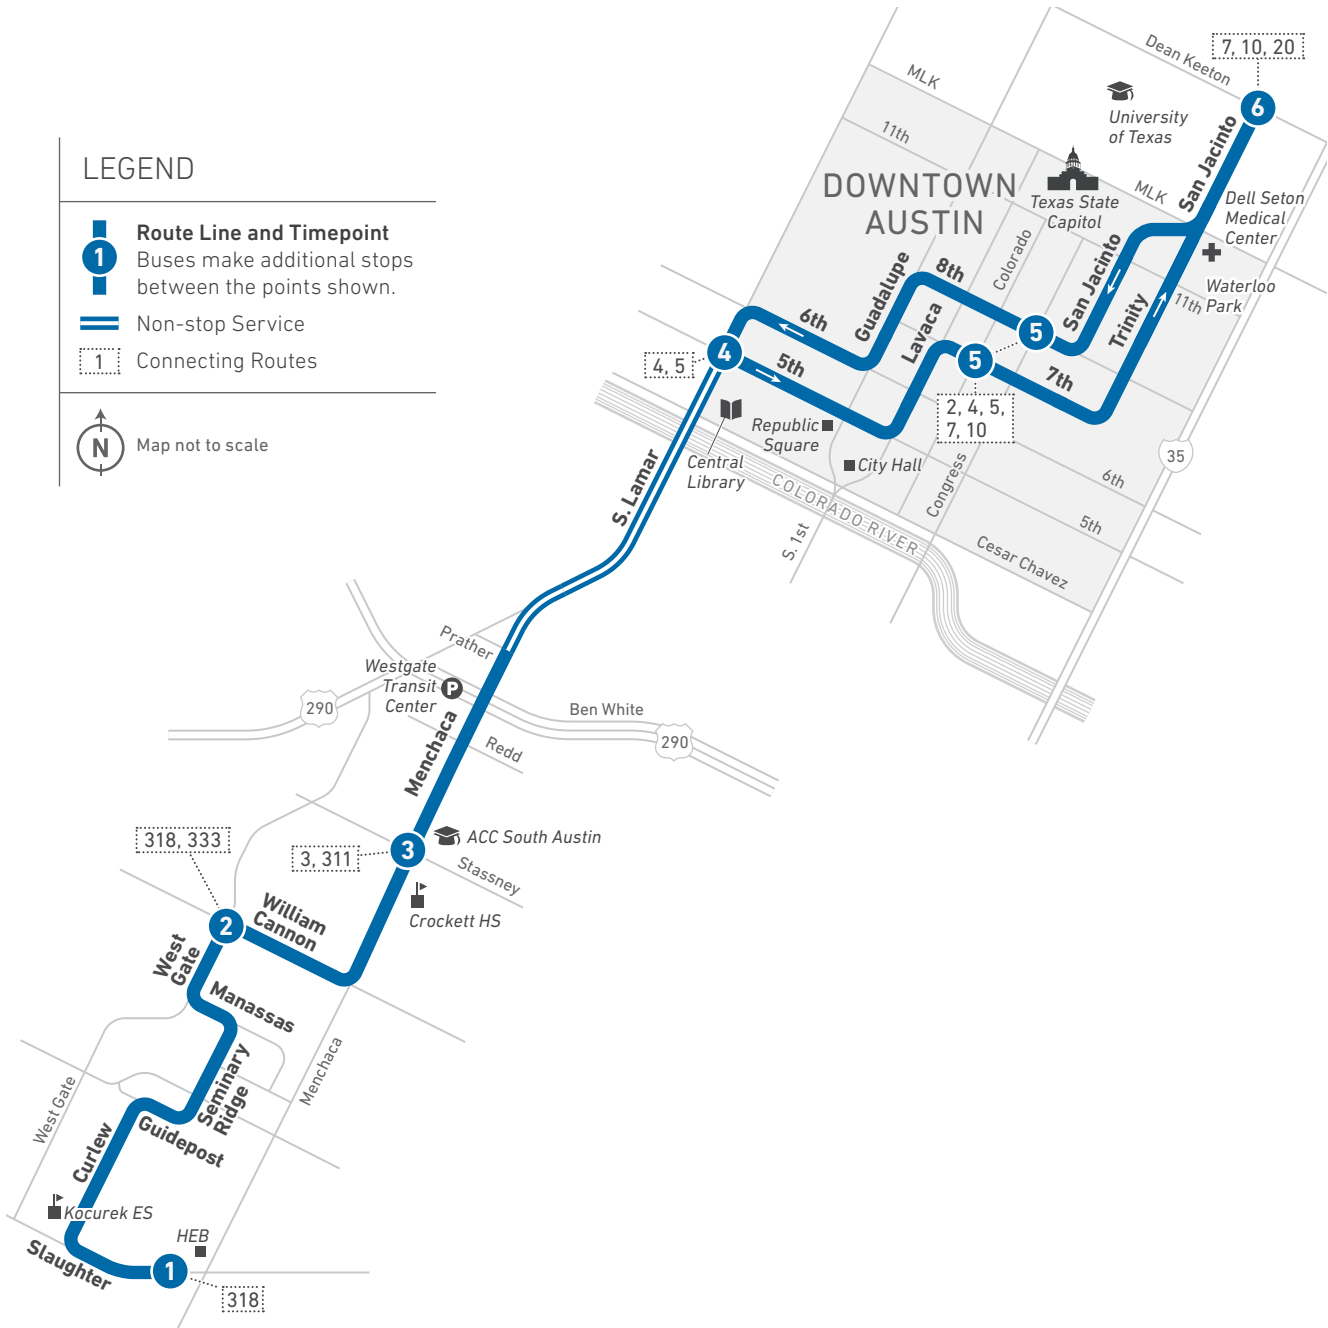 LEGEND
1
Route Line and Timepoint
Buses make additional stops
between the points shown.
Non-stop Service
1
Connecting Routes
N
Map not to scale
7, 10, 20
6
Dean Keeton
MLK
University
of Texas
11th
San Jacinto
DOWNTOWN
AUSTIN
Texas State
Capitol
MLK
Dell Seton
Medical
Center
Waterloo
Park
11th
Colorado
San Jacinto
Trinity
8th
Guadalupe
Lavaca
6th
5th
7th
5
5
4
4, 5
2, 4, 5,
7, 10
Republic
Square
City Hall
Central
Library
35
6th
5th
Congress
COLORADO RIVER
S. 1st
Cesar Chavez
S. Lamar
Prather
Westgate
Transit
Center
P
290
Ben White
290
Redd
Menchaca
318, 333
3, 311
3
ACC South Austin
Stassney
Crockett HS
2
William
Cannon
West
Gate
Manassas
Seminary
Ridge
Menchaca
West Gate
Guidepost
Curlew
Kocurek ES
HEB
Slaughter
1
318